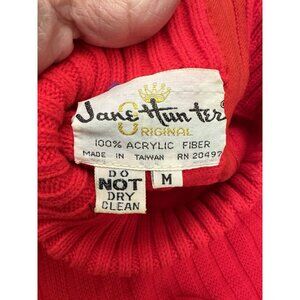 Jane Hunter
ORIGINAL
100% ACRYLIC FIBER
MADE IN TAIWAN RN 20497
DO
NOT
DRY
CLEAN
M